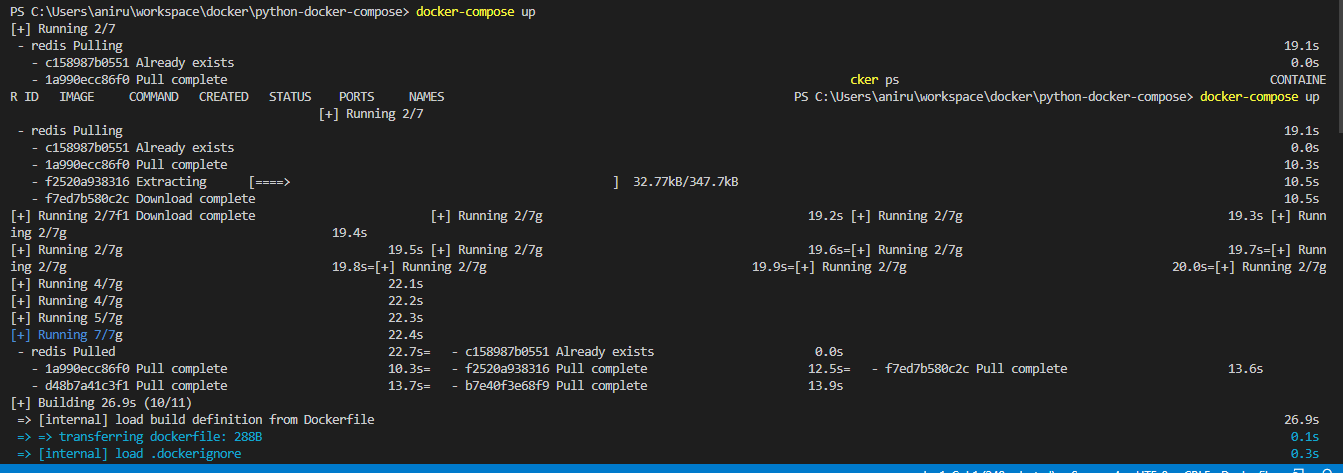 PS C:\Users\aniru\workspace\docker\python-docker-compose> docker-compose up
[+] Running 2/7
- redis Pulling 19.1s
- c158987b0551 Already exists 0.0s
- 1a990ecc86f0 Pull complete cker ps CONTAINE
R ID IMAGE COMMAND CREATED STATUS PORTS NAMES PS C:\Users\aniru\workspace\docker\python-docker-compose> docker-compose up
[+] Running 2/7
- redis Pulling 19.1s
- c158987b0551 Already exists 0.0s
- 1a990ecc86f0 Pull complete 10.3s
- f2520a938316 Extracting [====> ] 32.77kB/347.7kB 10.5s
- f7ed7b580c2c Download complete 10.5s
[+] Running 2/7f1 Download complete [+] Running 2/7g 19.2s [+] Running 2/7g 19.3s [+] Runn
ing 2/7g 19.4s
[+] Running 2/7g 19.5s [+] Running 2/7g 19.6s=[+] Running 2/7g 19.7s=[+] Runn
ing 2/7g 19.8s=[+] Running 2/7g 19.9s=[+] Running 2/7g 20.0s=[+] Running 2/7g
[+] Running 4/7g 22.1s
[+] Running 4/7g 22.2s
[+] Running 5/7g 22.3s
[+] Running 7/7g 22.4s
- redis Pulled 22.7s= - c158987b0551 Already exists 0.0s
- 1a990ecc86f0 Pull complete 10.3s= - f2520a938316 Pull complete 12.5s= - f7ed7b580c2c Pull complete 13.6s
- d48b7a41c3f1 Pull complete 13.7s= - b7e40f3e68f9 Pull complete 13.9s
[+] Building 26.9s (10/11)
=> [internal] load build definition from Dockerfile 26.9s
=> => transferring dockerfile: 288B 0.1s
=> [internal] load .dockerignore 0.3s